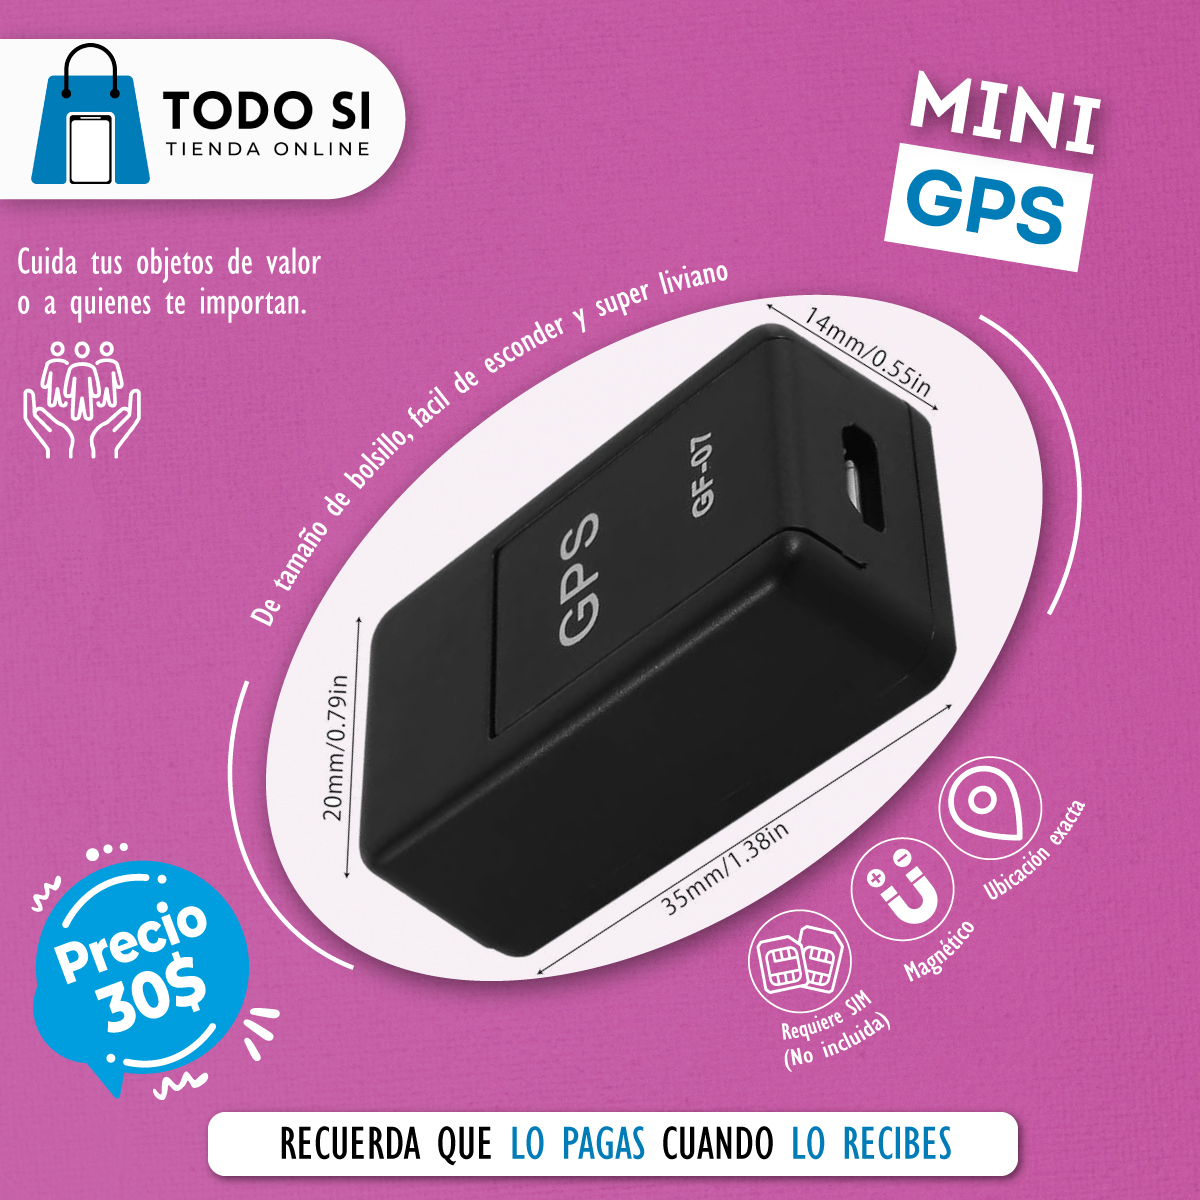 TODO SI
TIENDA ONLINE
MINI
GPS
Cuida tus objetos de valor
o a quienes te importan.
De tamaño de bolsillo, facil de esconder y super liviano
14mm/0.55in
GPS
GF-07
20mm/0.79in
35mm/1.38in
Ubicación exacta
Magnético
Requiere SIM
(No incluida)
Precio
30$
RECUERDA QUE LO PAGAS CUANDO LO RECIBES